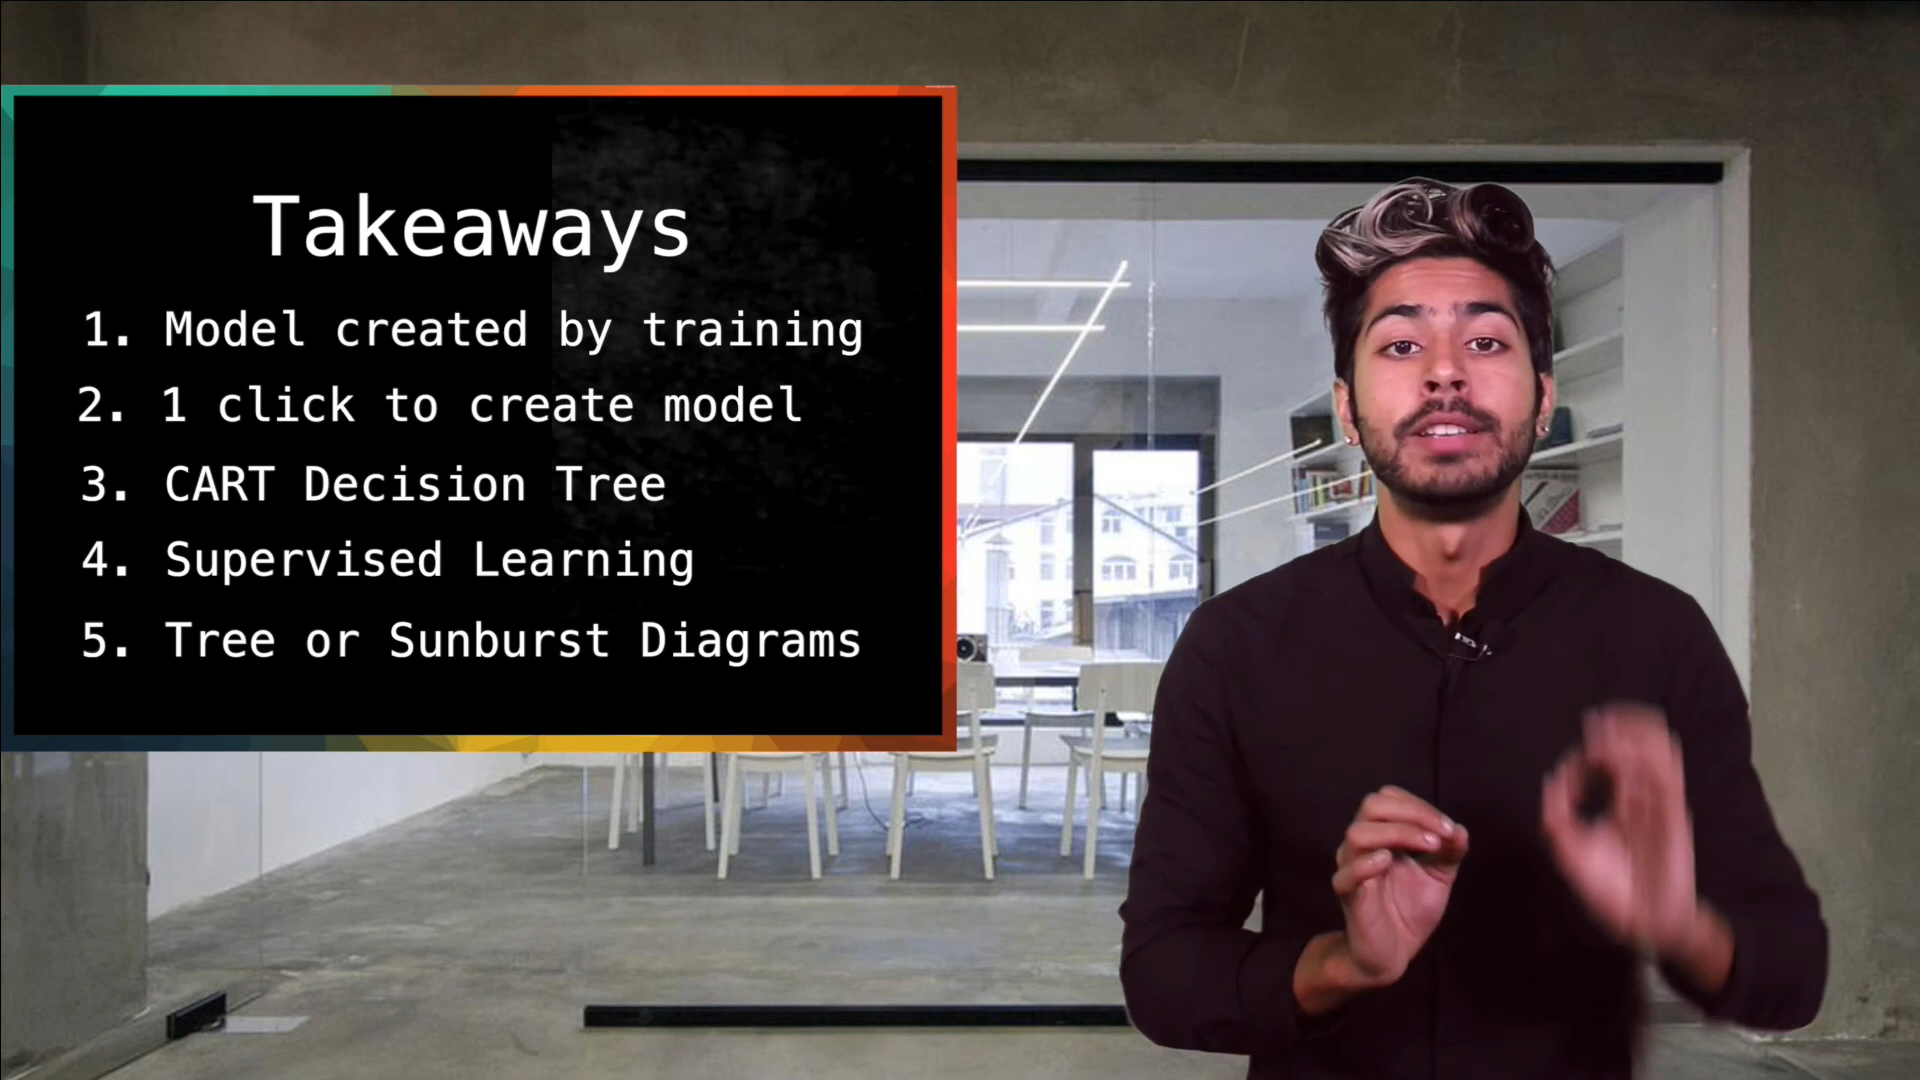 Takeaways
1. Model created by training
2. 1 click to create model
3. CART Decision Tree
4. Supervised Learning
5. Tree or Sunburst Diagrams